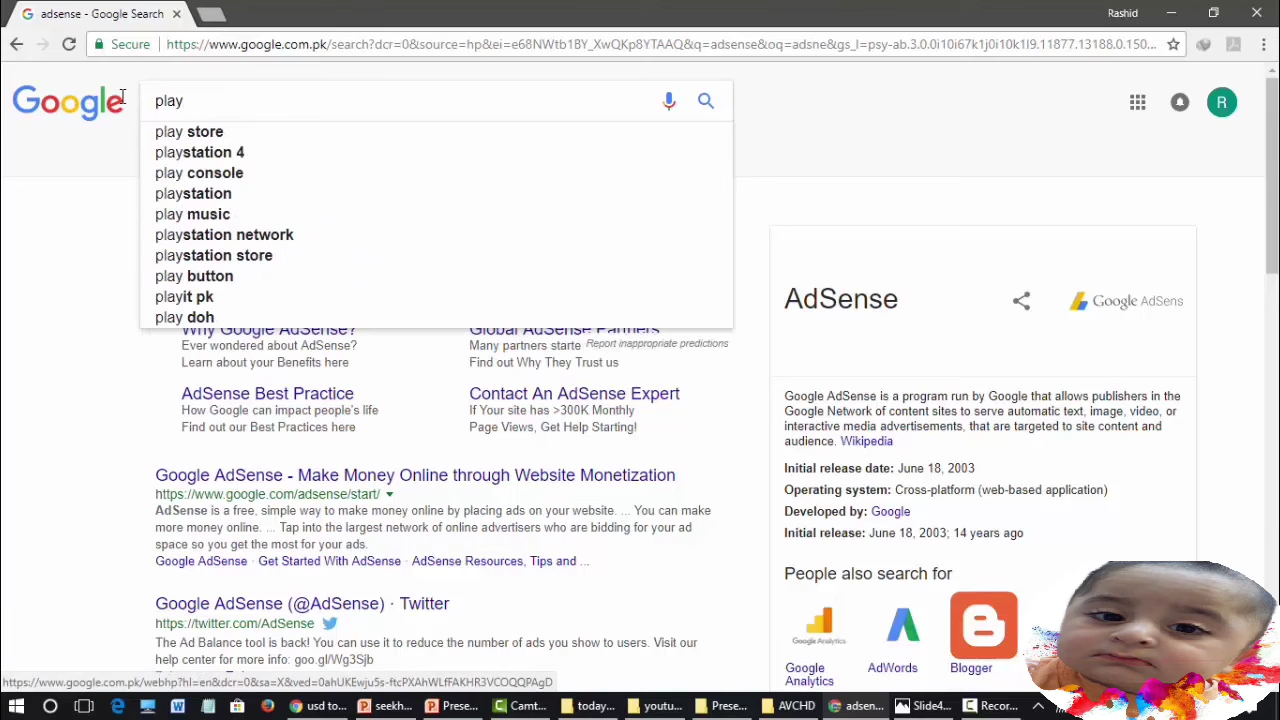 adsense - Google Search
Rashid
Secure
https://www.google.com.pk/search?dcr=0&source=hp&ei=e68NWtb1BY_XwQKp8YTAAQ&q=adsense&oq=adsne&gs_l=psy-ab.3.0.0i10i67k1j0i10k1l9.11877.13188.0.150...
Google
play
R
play store
playstation 4
play console
playstation
play music
playstation network
playstation store
play button
playit pk
play doh
Why Google AdSense?
Ever wondered about AdSense?
Learn about your Benefits here
Global AdSense Partners
Many partners starte
Report inappropriate predictions
Find out Why They Trust us
AdSense Best Practice
How Google can impact people's life
Find out our Best Practices here
Contact An AdSense Expert
If Your site has >300K Monthly
Page Views, Get Help Starting!
Google AdSense - Make Money Online through Website Monetization
https://www.google.com/adsense/start/
AdSense is a free, simple way to make money online by placing ads on your website. ... You can make
more money online. ... Tap into the largest network of online advertisers who are bidding for your ad
space so you get the most for your ads.
Google AdSense · Get Started With AdSense · AdSense Resources, Tips and ...
Google AdSense (@AdSense) · Twitter
https://twitter.com/AdSense
The Ad Balance tool is back! You can use it to reduce the number of ads you show to users. Visit our
help center for more info: goo.gl/Wg3Sjb
AdSense
Google AdSens
Google AdSense is a program run by Google that allows publishers in the
Google Network of content sites to serve automatic text, image, video, or
interactive media advertisements, that are targeted to site content and
audience. Wikipedia
Initial release date: June 18, 2003
Operating system: Cross-platform (web-based application)
Developed by: Google
Initial release: June 18, 2003; 14 years ago
People also search for
Google Analytics
Google
Analytics
AdWords
Blogger
https://www.google.com.pk/webhp?hl=en&dcr=0&sa=X&ved=0ahUKEwju5s-ftcPXAhWLfFAKHR3VCOQQPAgD
usd to...
seekh...
Prese...
Camt...
today...
youtu...
Prese...
AVCHD
adsen...
Slide4...
Recor...